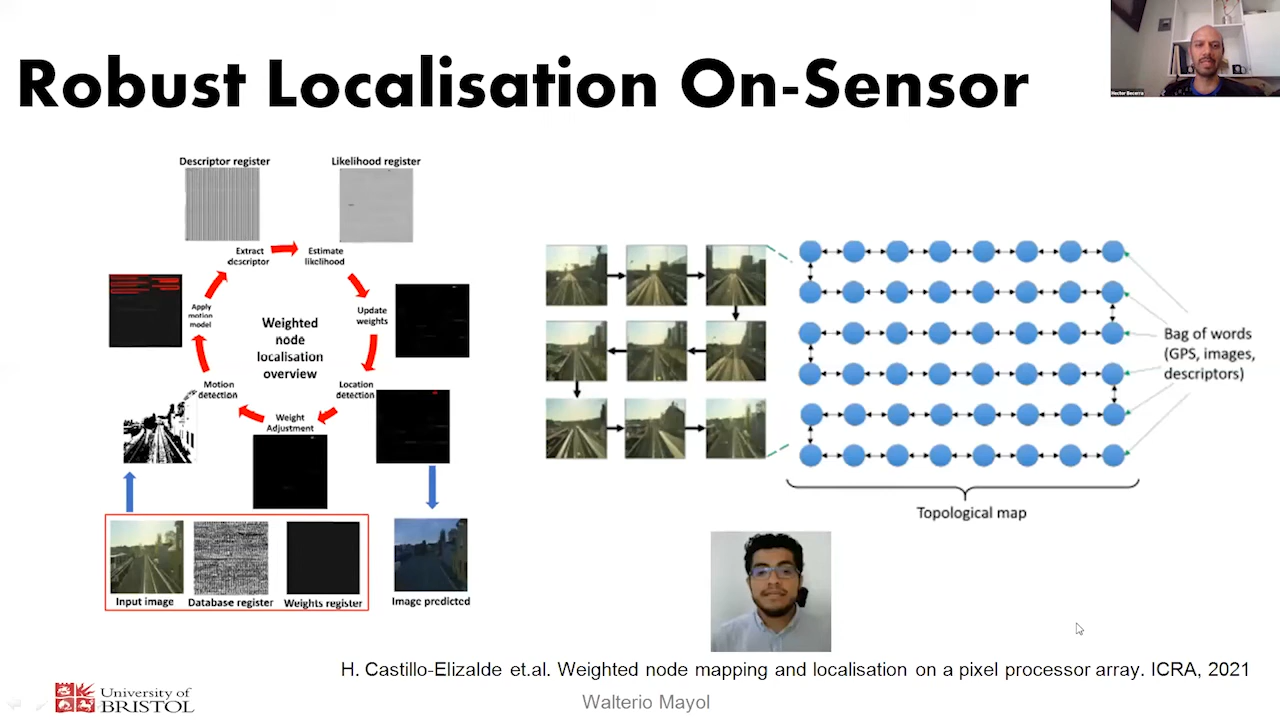 Robust Localisation On-Sensor
Hector Becerra
Descriptor register
Likelihood register
Extract
descriptor
Estimate
likelihood
Apply
motion
model
Update
weights
Weighted
node
localisation
overview
Motion
detection
Location
detection
Weight
Adjustment
Input image
Database register
Weights register
Image predicted
Bag of words
(GPS, images,
descriptors)
Topological map
H. Castillo-Elizalde et.al. Weighted node mapping and localisation on a pixel processor array. ICRA, 2021
University of
BRISTOL
Walterio Mayol